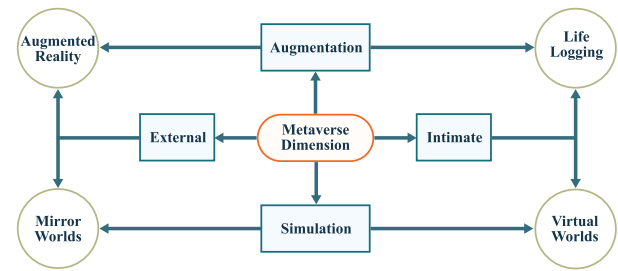 Augmented
Reality
Augmentation
Life
Logging
External
Metaverse
Dimension
Intimate
Mirror
Worlds
Simulation
Virtual
Worlds